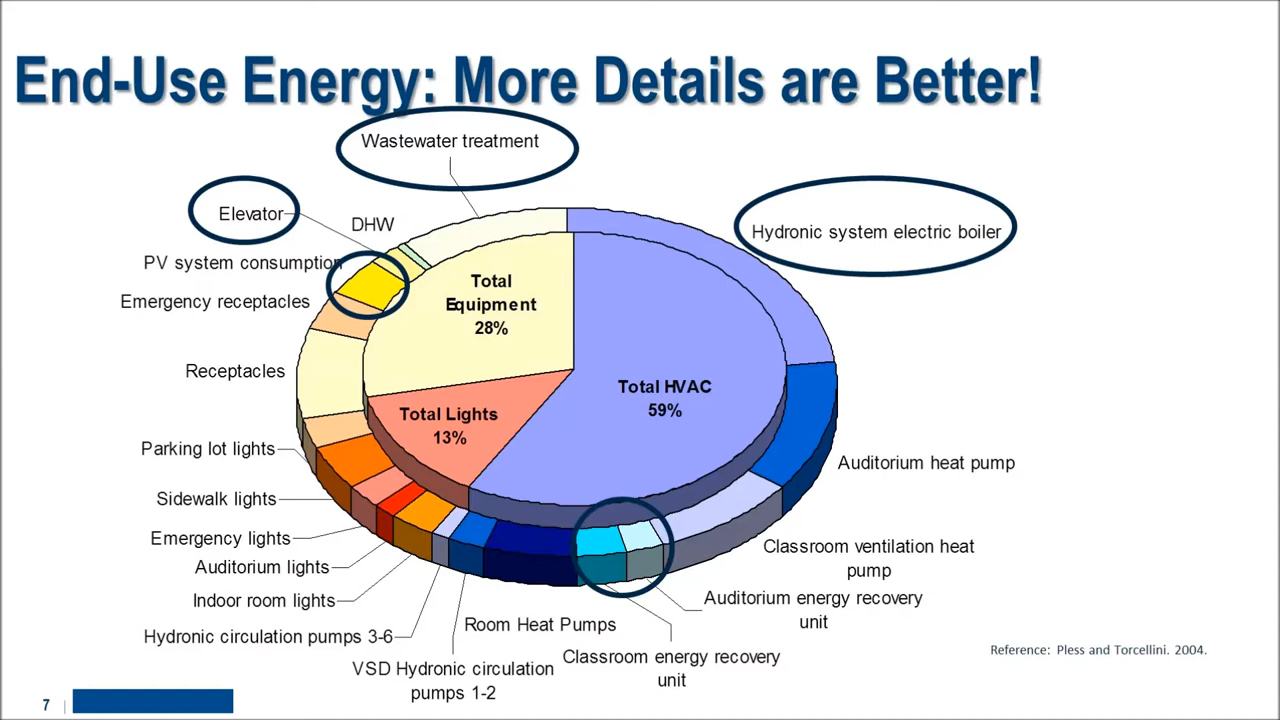 End-Use Energy: More Details are Better!
Wastewater treatment
Elevator
DHW
Hydronic system electric boiler
PV system consumption
Emergency receptacles
Total
Equipment
28%
Receptacles
Total HVAC
59%
Total Lights
13%
Parking lot lights
Auditorium heat pump
Sidewalk lights
Emergency lights
Classroom ventilation heat
pump
Auditorium lights
Indoor room lights
Auditorium energy recovery
unit
Hydronic circulation pumps 3-6
Room Heat Pumps
VSD Hydronic circulation
pumps 1-2
Classroom energy recovery
unit
Reference: Pless and Torcellini. 2004.
7